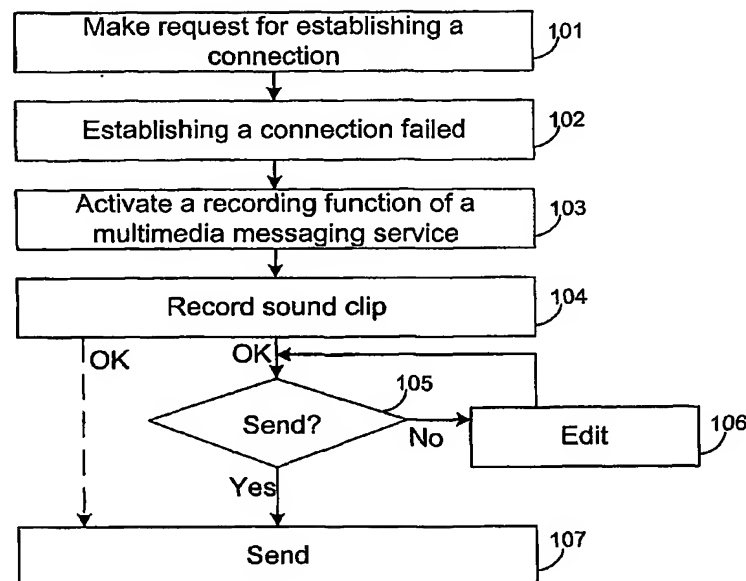 Make request for establishing a
connection
101
Establishing a connection failed
102
Activate a recording function of a
multimedia messaging service
103
Record sound clip
104
OK
OK
105
Send?
No
Edit
106
Yes
Send
107